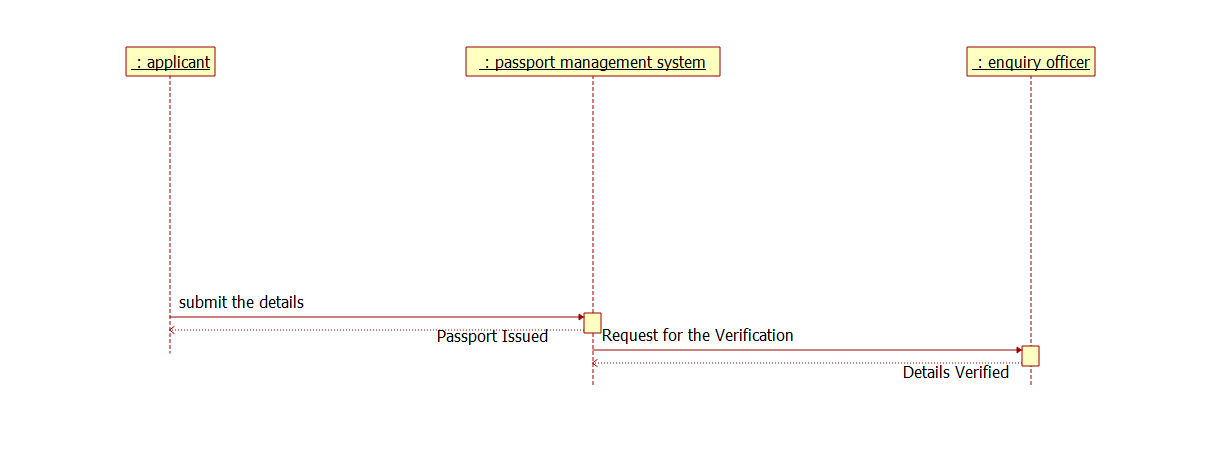 : applicant
: passport management system
: enquiry officer
submit the details
Passport Issued
Request for the Verification
Details Verified